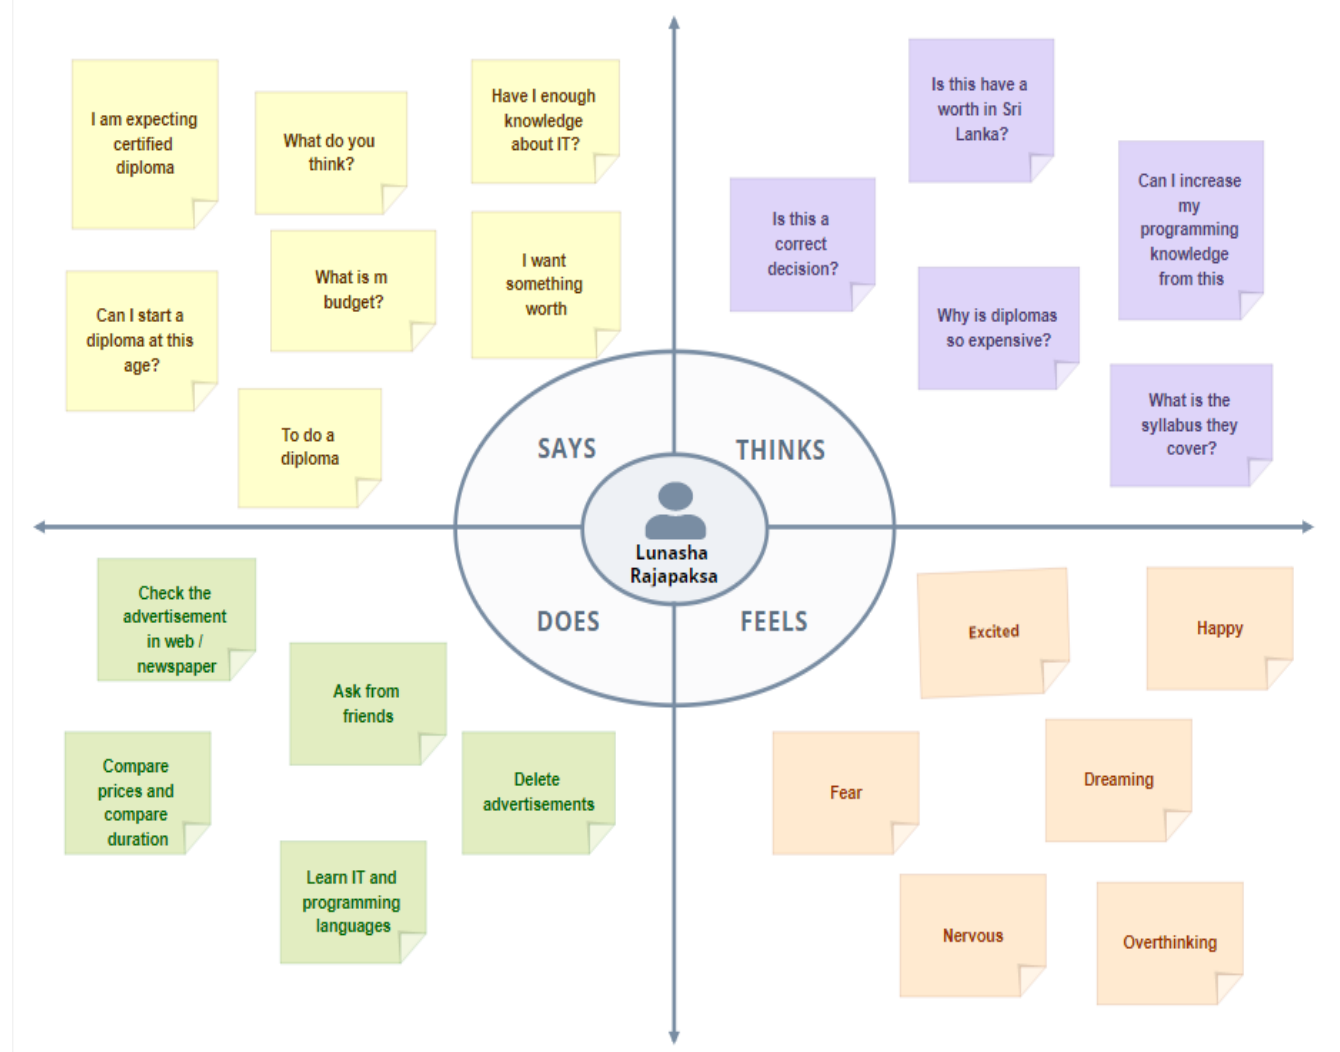 I am expecting
certified
diploma
What do you
think?
Have I enough
knowledge
about IT?
Can I start a
diploma at this
age?
What is m
budget?
I want
something
worth
To do a
diploma
SAYS
Is this have a
worth in Sri
Lanka?
Is this a
correct
decision?
Can I increase
my
programming
knowledge
from this
Why is diplomas
so expensive?
What is the
syllabus they
cover?
THINKS
Lunasha
Rajapaksa
DOES
Check the
advertisement
in web /
newspaper
Ask from
friends
Compare
prices and
compare
duration
Delete
advertisements
Learn IT and
programming
languages
FEELS
Excited
Happy
Fear
Dreaming
Nervous
Overthinking